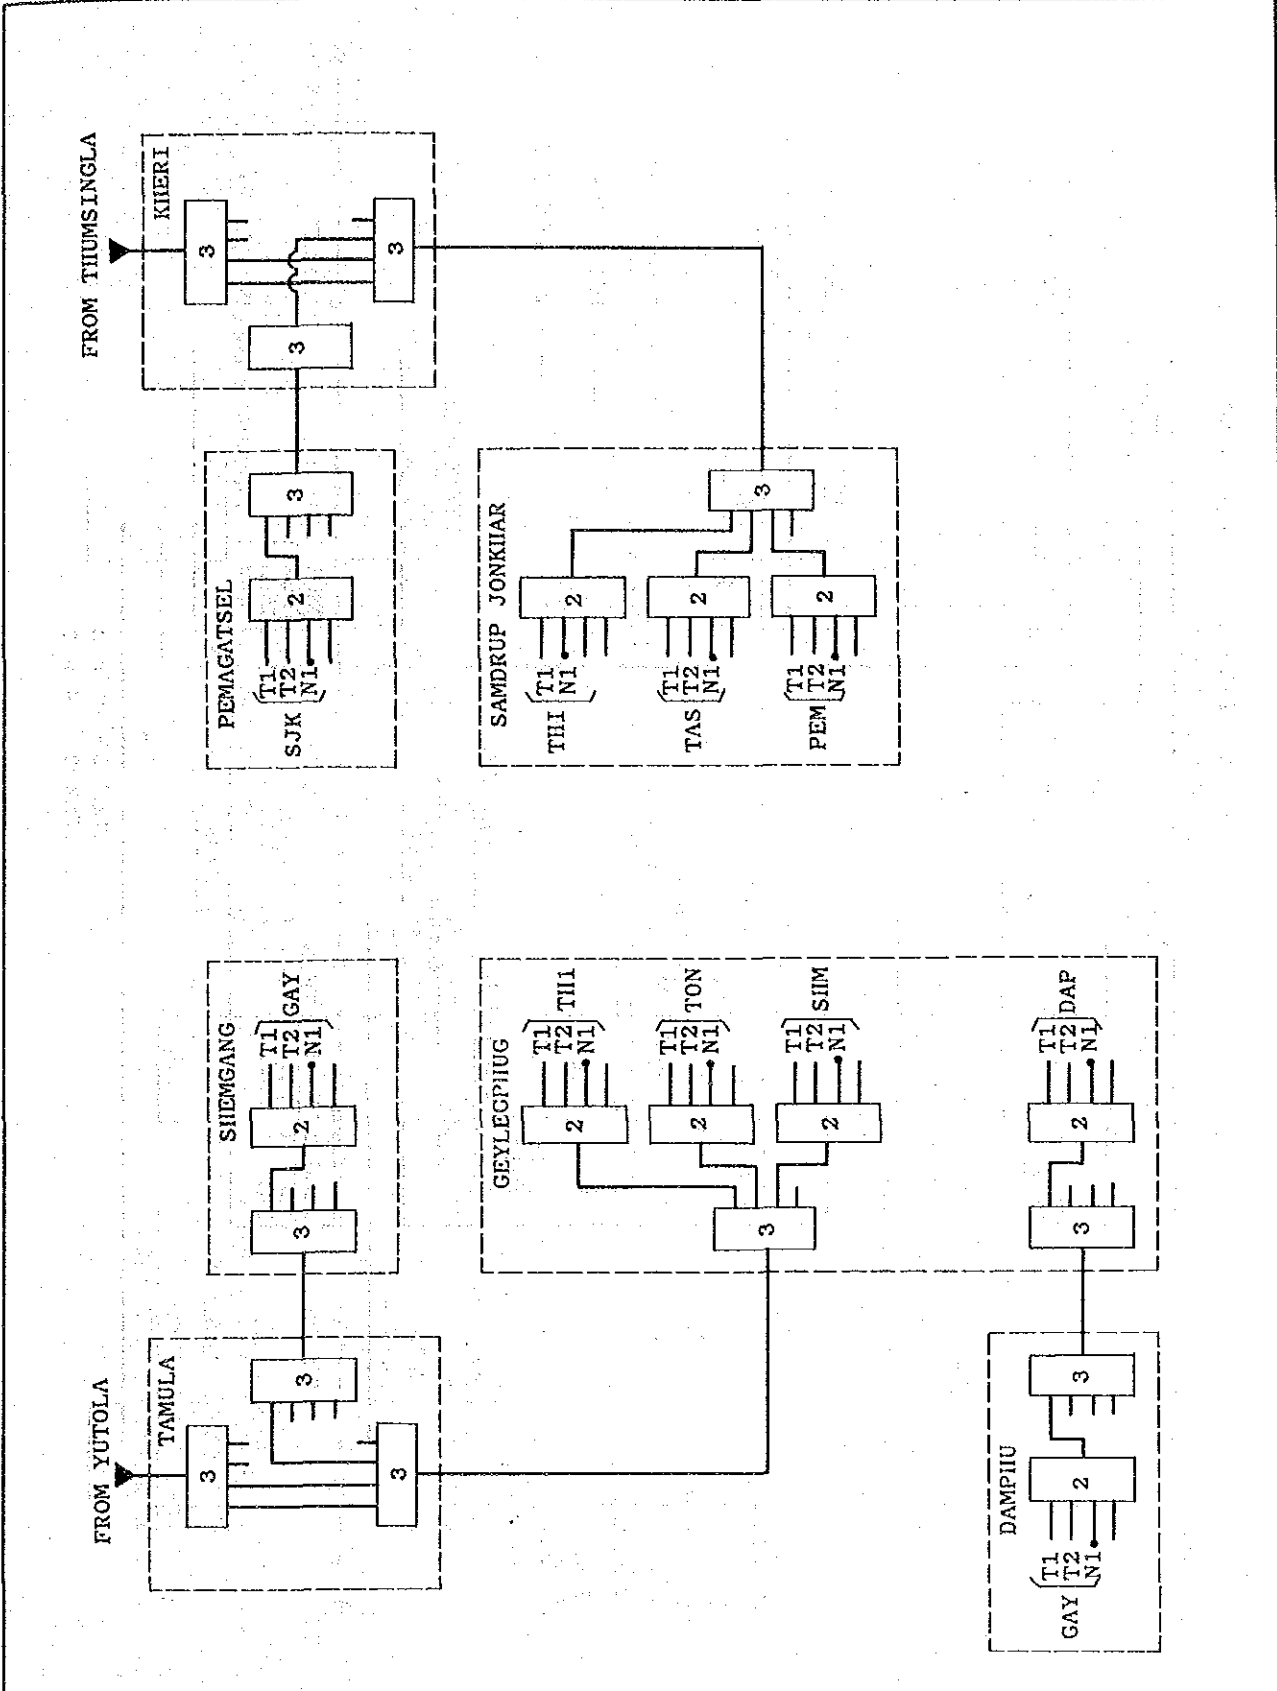 FROM YUTOLA
TAMULA
3
3
3
SHEMGANG
3
2
T1
T2
N1
GAY
GEYLEGPHUG
3
2
T1
T2
N1
THI
2
T1
T2
N1
TON
2
T1
T2
N1
SHM
3
2
T1
T2
N1
DAP
DAMPHU
GAY
T1
T2
N1
2
3
FROM THUMSINGLA
KHERI
3
3
3
PEMAGATSEL
SJK
T1
T2
N1
2
3
SAMDRUP JONKHAR
THI
T1
N1
2
TAS
T1
T2
N1
2
PEM
T1
T2
N1
2
3